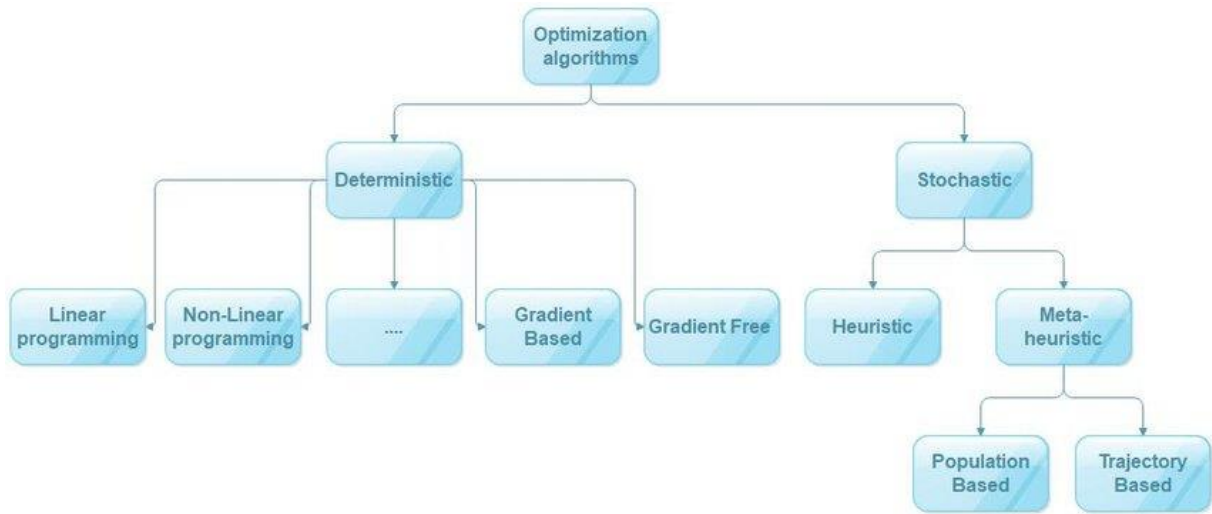 Optimization
algorithms
Deterministic
Stochastic
Linear
programming
Non-Linear
programming
....
Gradient
Based
Gradient Free
Heuristic
Meta-
heuristic
Population
Based
Trajectory
Based